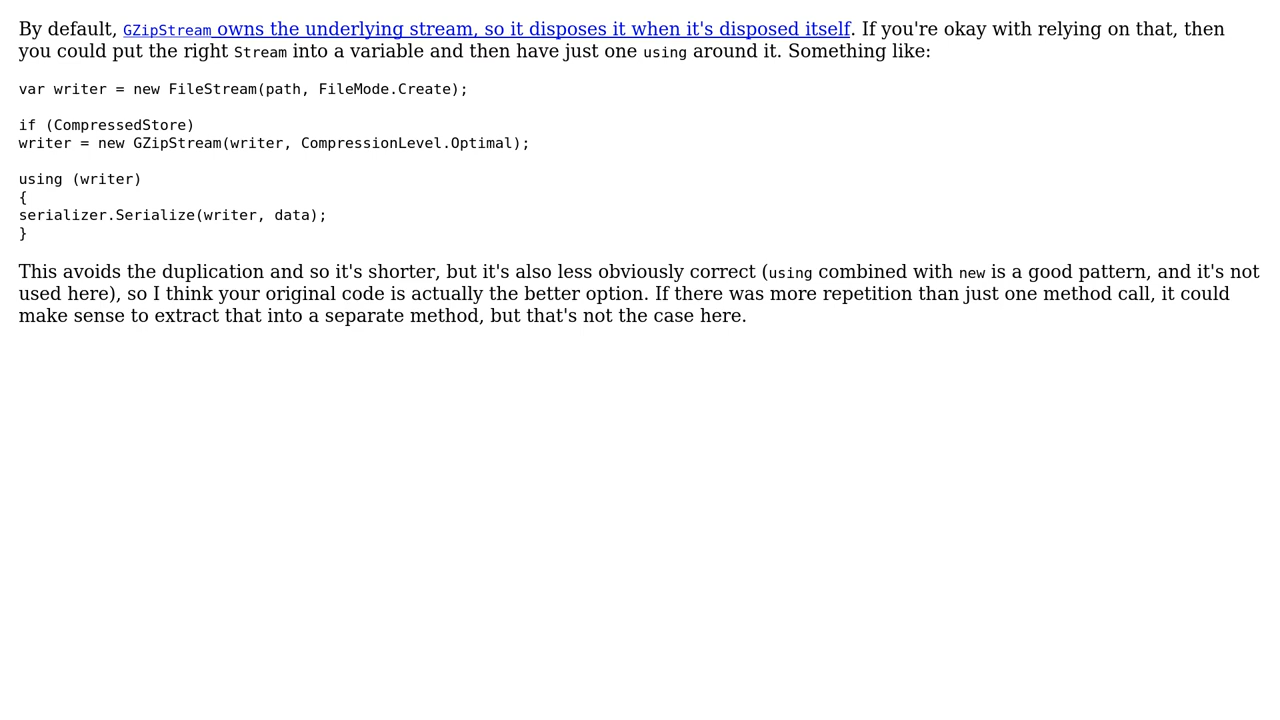 By default, GZipStream owns the underlying stream, so it disposes it when it's disposed itself. If you're okay with relying on that, then
you could put the right Stream into a variable and then have just one using around it. Something like:
var writer = new FileStream(path, FileMode.Create);
if (CompressedStore)
writer = new GZipStream(writer, CompressionLevel.Optimal);
using (writer)
{
serializer.Serialize(writer, data);
}
This avoids the duplication and so it's shorter, but it's also less obviously correct (using combined with new is a good pattern, and it's not
used here), so I think your original code is actually the better option. If there was more repetition than just one method call, it could
make sense to extract that into a separate method, but that's not the case here.